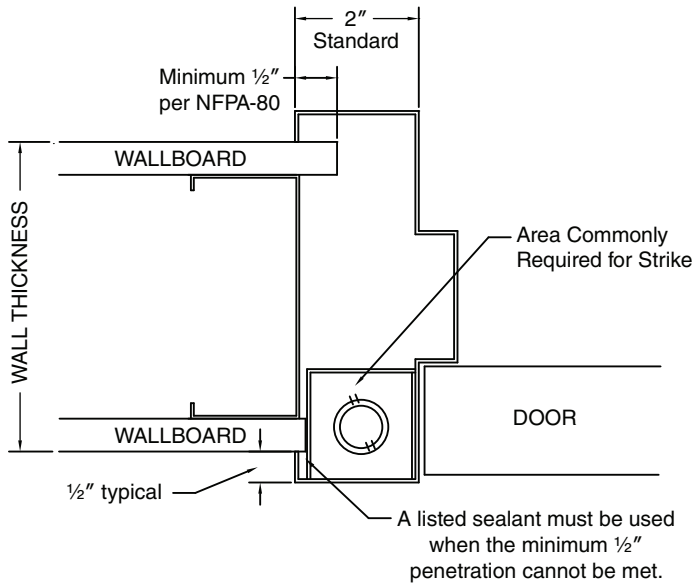 2″
Standard
Minimum ½″
per NFPA-80
WALLBOARD
WALL THICKNESS
Area Commonly
Required for Strike
WALLBOARD
DOOR
½″ typical
A listed sealant must be used
when the minimum ½″
penetration cannot be met.